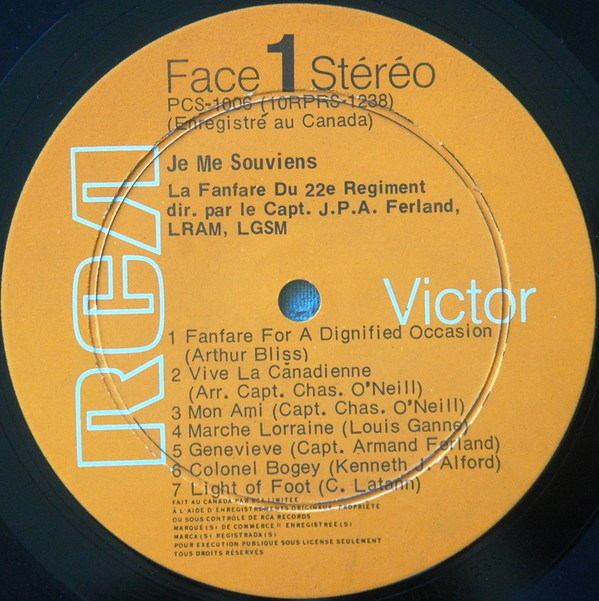 Face 1 Stéréo
PCS-1006 (10RPRS-1238)
(Enregistré au Canada)
Je Me Souviens
La Fanfare Du 22e Regiment
dir. par le Capt. J.P.A. Ferland,
LRAM, LGSM
RCA
Victor
1 Fanfare For A Dignified Occasion
(Arthur Bliss)
2 Vive La Canadienne
(Arr. Capt. Chas. O'Neill)
3 Mon Ami (Capt. Chas. O'Neill)
4 Marche Lorraine (Louis Ganne)
5 Genevieve (Capt. Armand Ferland)
6 Colonel Bogey (Kenneth J. Alford)
7 Light of Foot (C. Latann)
FAIT AU CANADA PAR RCA LIMITEE
À L'AIDE D'ENREGISTREMENTS ORIGINAUX, PROPRIÉTÉ
OU SOUS CONTRÔLE DE RCA RECORDS
MARQUE(S) DE COMMERCE ENREGISTRÉE(S)
MARCA(S) REGISTRADA(S)
POUR EXÉCUTION PUBLIQUE SOUS LICENSE SEULEMENT
TOUS DROITS RÉSERVÉS